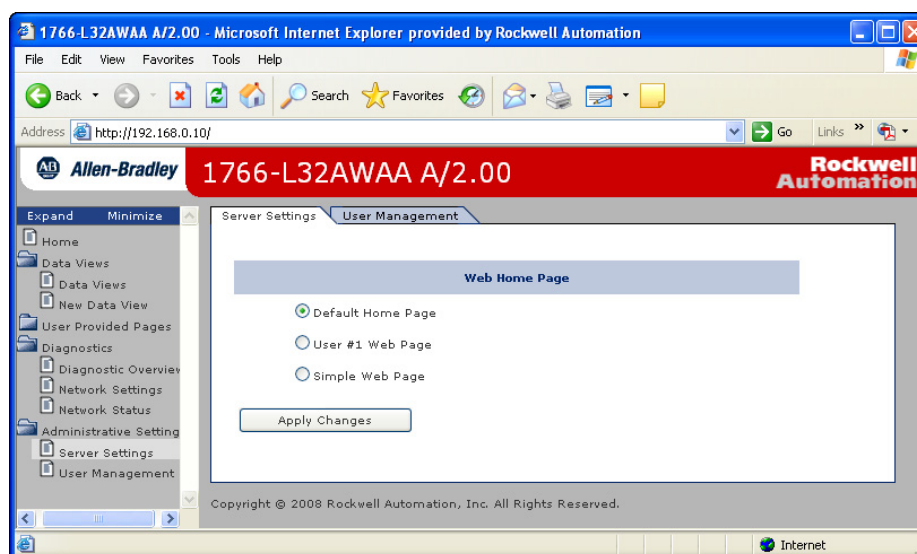 1766-L32AWAA A/2.00 - Microsoft Internet Explorer provided by Rockwell Automation
File Edit View Favorites Tools Help
Back Search Favorites
Address http://192.168.0.10/ Go Links »
AB Allen-Bradley 1766-L32AWAA A/2.00 Rockwell
Automation
Expand Minimize
Home
Data Views
Data Views
New Data View
User Provided Pages
Diagnostics
Diagnostic Overview
Network Settings
Network Status
Administrative Setting
Server Settings
User Management
Server Settings User Management
Web Home Page
Default Home Page
User #1 Web Page
Simple Web Page
Apply Changes
Copyright © 2008 Rockwell Automation, Inc. All Rights Reserved.
Internet